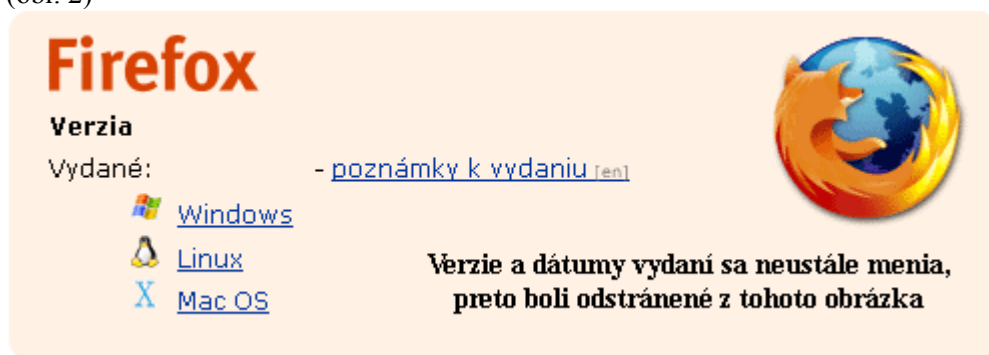 (obr. 2)
Firefox
Verzia
Vydané: - poznámky k vydaniu [en]
Windows
Linux
Mac OS
Verzie a dátumy vydaní sa neustále menia,
preto boli odstránené z tohoto obrázka